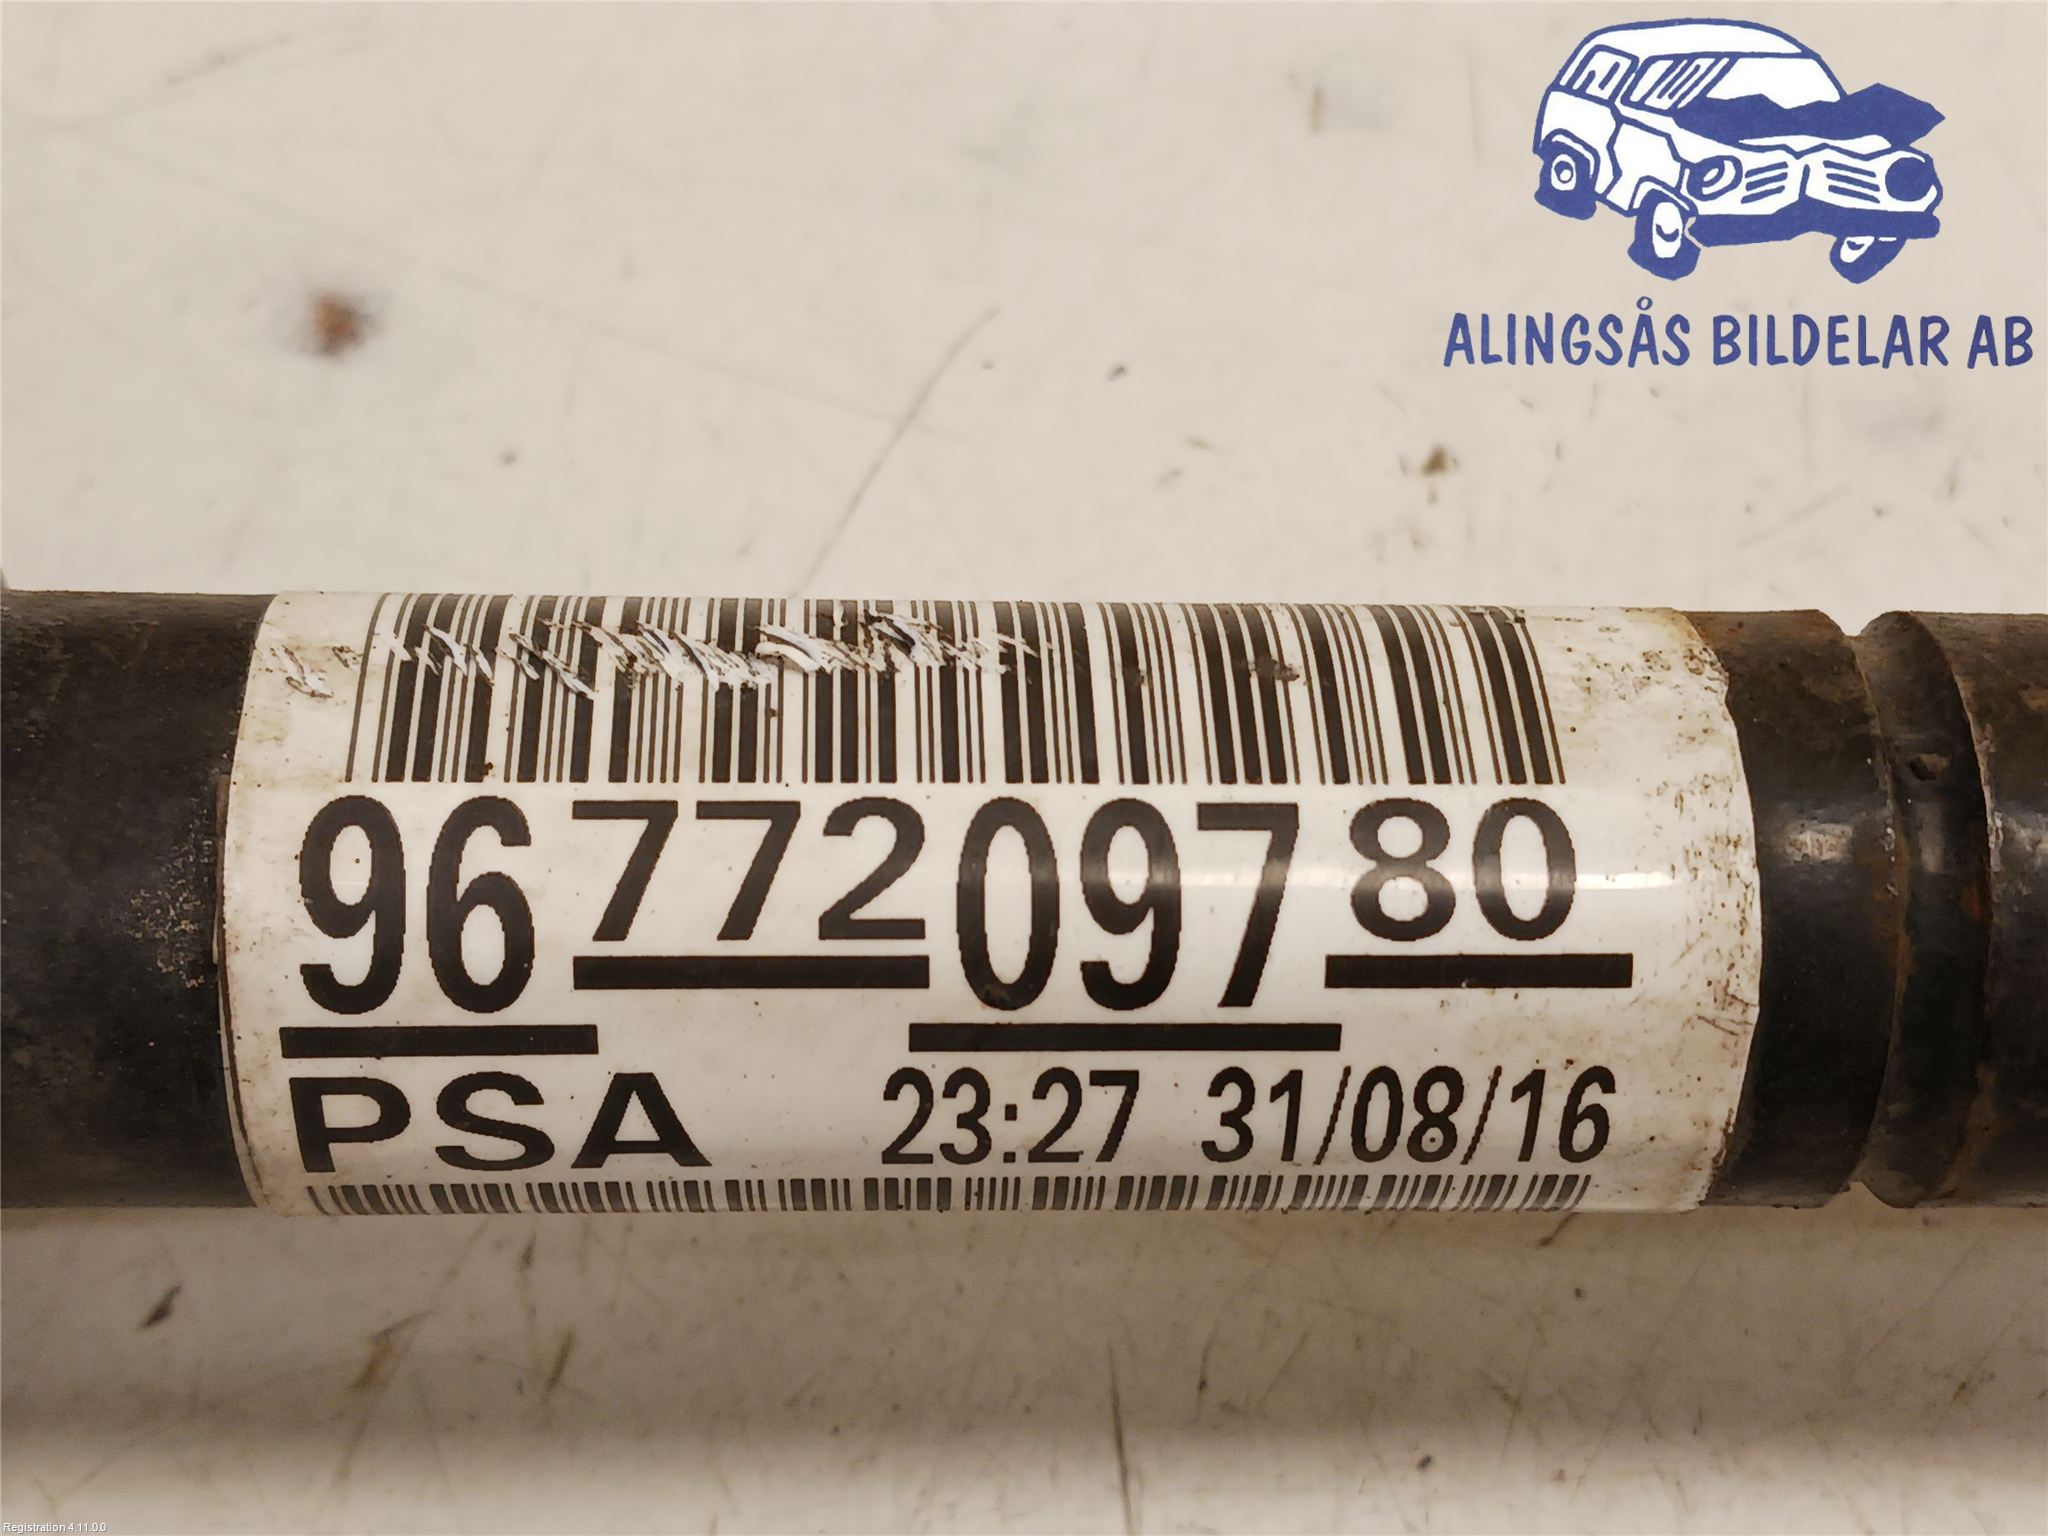 ALINGSÅS BILDELAR AB
9677209780
PSA 23:27 31/08/16
Registration 4.11.0.0